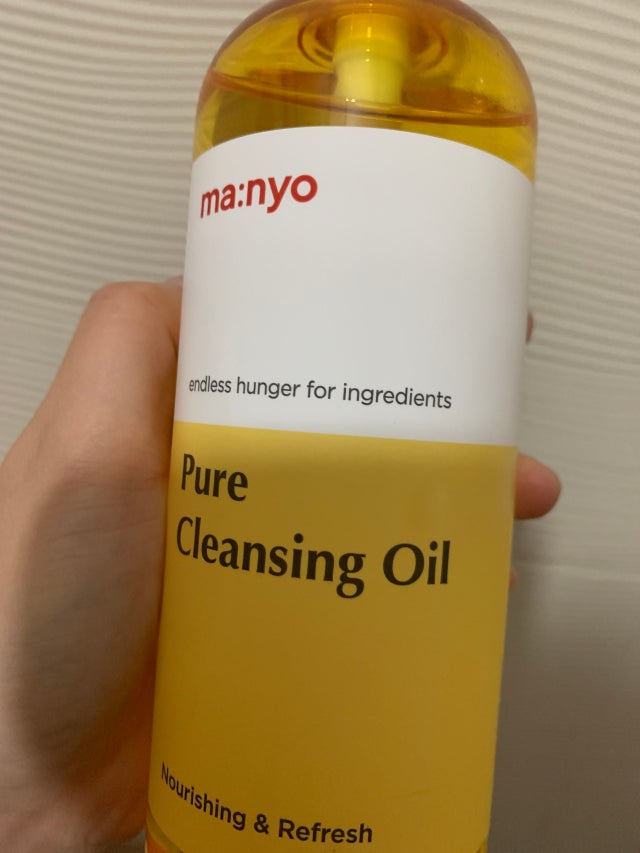 ma:nyo
endless hunger for ingredients
Pure
Cleansing Oil
Nourishing & Refresh